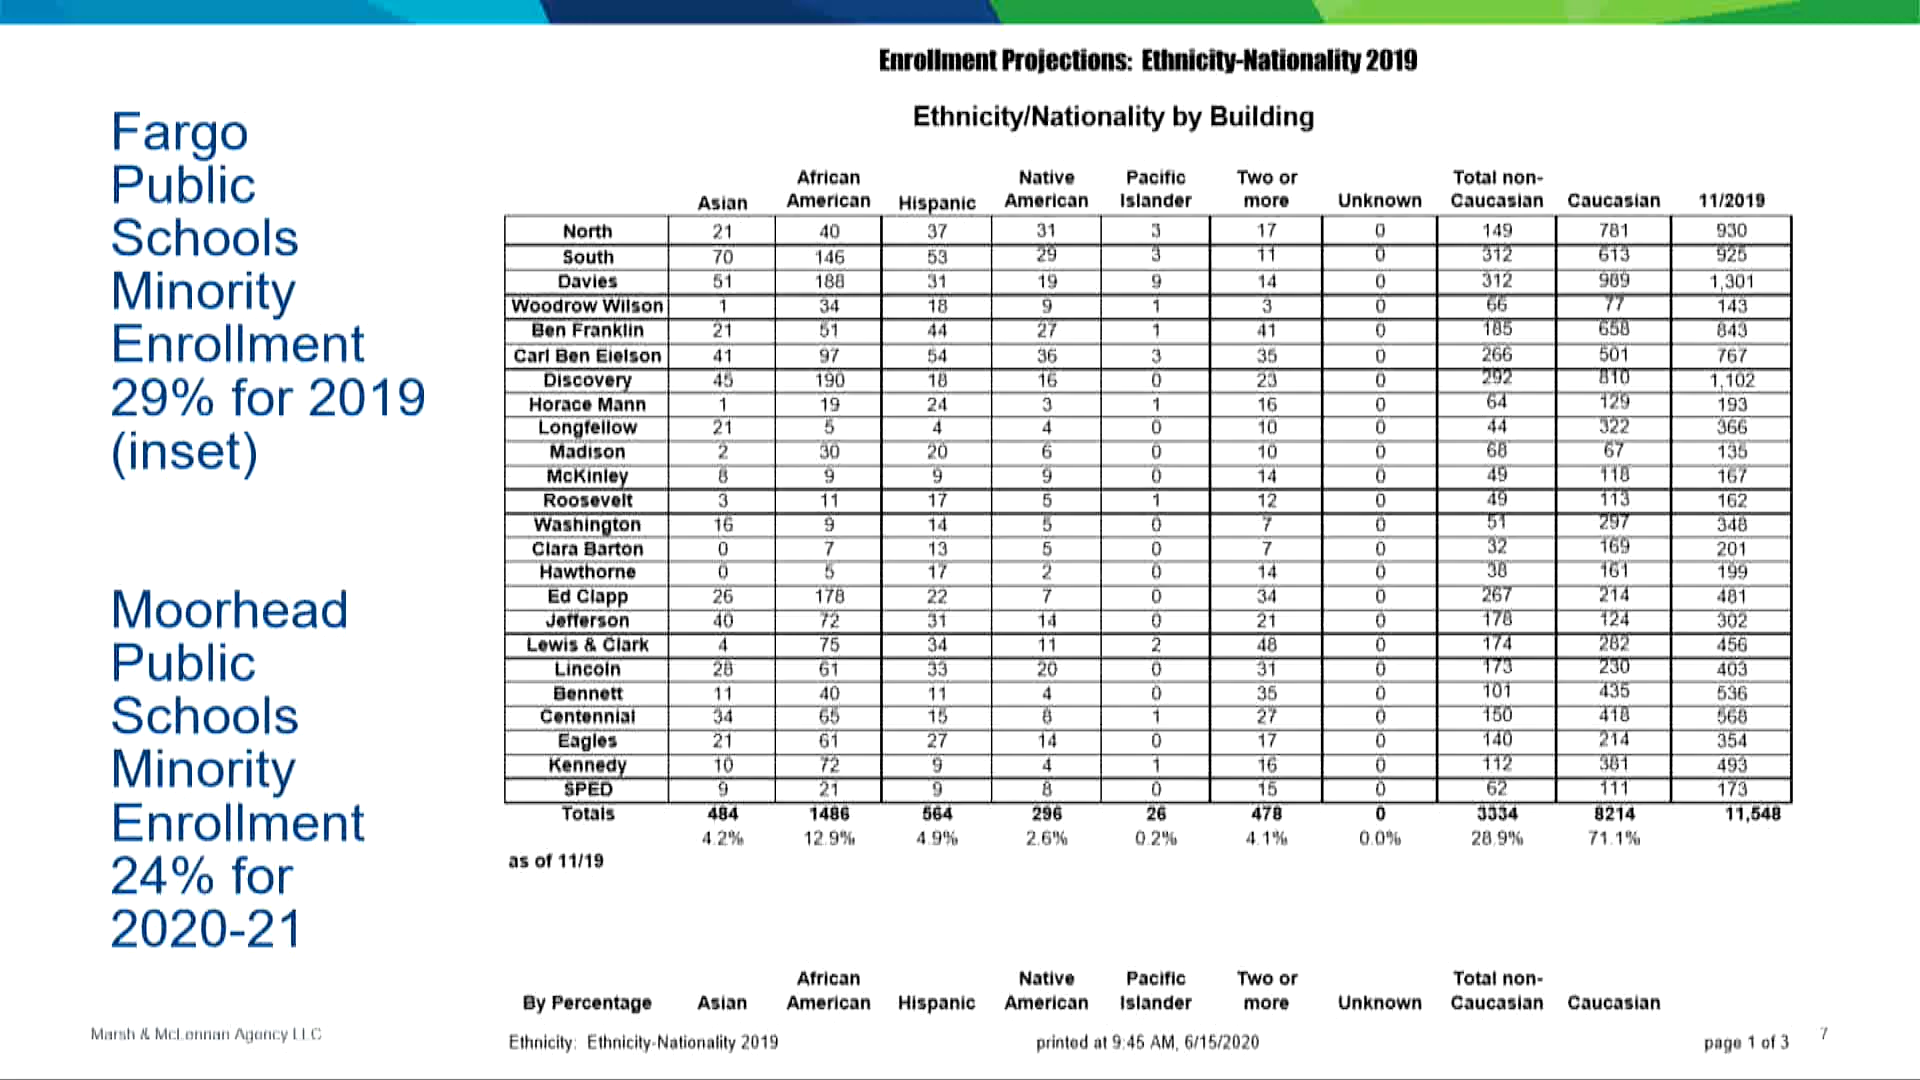 Enrollment Projections: Ethnicity-Nationality 2019
Ethnicity/Nationality by Building
Fargo
Public
Schools
Minority
Enrollment
29% for 2019
(inset)
Moorhead
Public
Schools
Minority
Enrollment
24% for
2020-21
Asian African American Hispanic Native American Pacific Islander Two or more Unknown Total non-Caucasian Caucasian 11/2019
North 21 40 37 31 3 17 0 149 781 930
South 70 146 53 29 3 11 0 312 613 925
Davies 51 188 31 19 9 14 0 312 989 1,301
Woodrow Wilson 1 34 18 9 1 3 0 66 77 143
Ben Franklin 21 51 44 27 1 41 0 185 658 843
Carl Ben Eielson 41 97 54 36 3 35 0 266 501 767
Discovery 45 190 18 16 0 23 0 292 810 1,102
Horace Mann 1 19 24 3 1 16 0 64 129 193
Longfellow 21 5 4 4 0 10 0 44 322 366
Madison 2 30 20 6 0 10 0 68 67 135
McKinley 8 9 9 9 0 14 0 49 118 167
Roosevelt 3 11 17 5 1 12 0 49 113 162
Washington 16 9 14 5 0 7 0 51 297 348
Clara Barton 0 7 13 5 0 7 0 32 169 201
Hawthorne 0 5 17 2 0 14 0 38 161 199
Ed Clapp 26 178 22 7 0 34 0 267 214 481
Jefferson 40 72 31 14 0 21 0 178 124 302
Lewis & Clark 4 75 34 11 2 48 0 174 282 456
Lincoln 28 61 33 20 0 31 0 173 230 403
Bennett 11 40 11 4 0 35 0 101 435 536
Centennial 34 65 15 8 1 27 0 150 418 568
Eagles 21 61 27 14 0 17 0 140 214 354
Kennedy 10 72 9 4 1 16 0 112 381 493
SPED 9 21 9 8 0 15 0 62 111 173
Totals 484 1486 564 296 26 478 0 3334 8214 11,548
4.2% 12.9% 4.9% 2.6% 0.2% 4.1% 0.0% 28.9% 71.1%
as of 11/19
By Percentage Asian African American Hispanic Native American Pacific Islander Two or more Unknown Total non-Caucasian Caucasian
Marsh & McLennan Agency LLC
Ethnicity: Ethnicity-Nationality 2019 printed at 9:45 AM, 6/15/2020 page 1 of 3
7